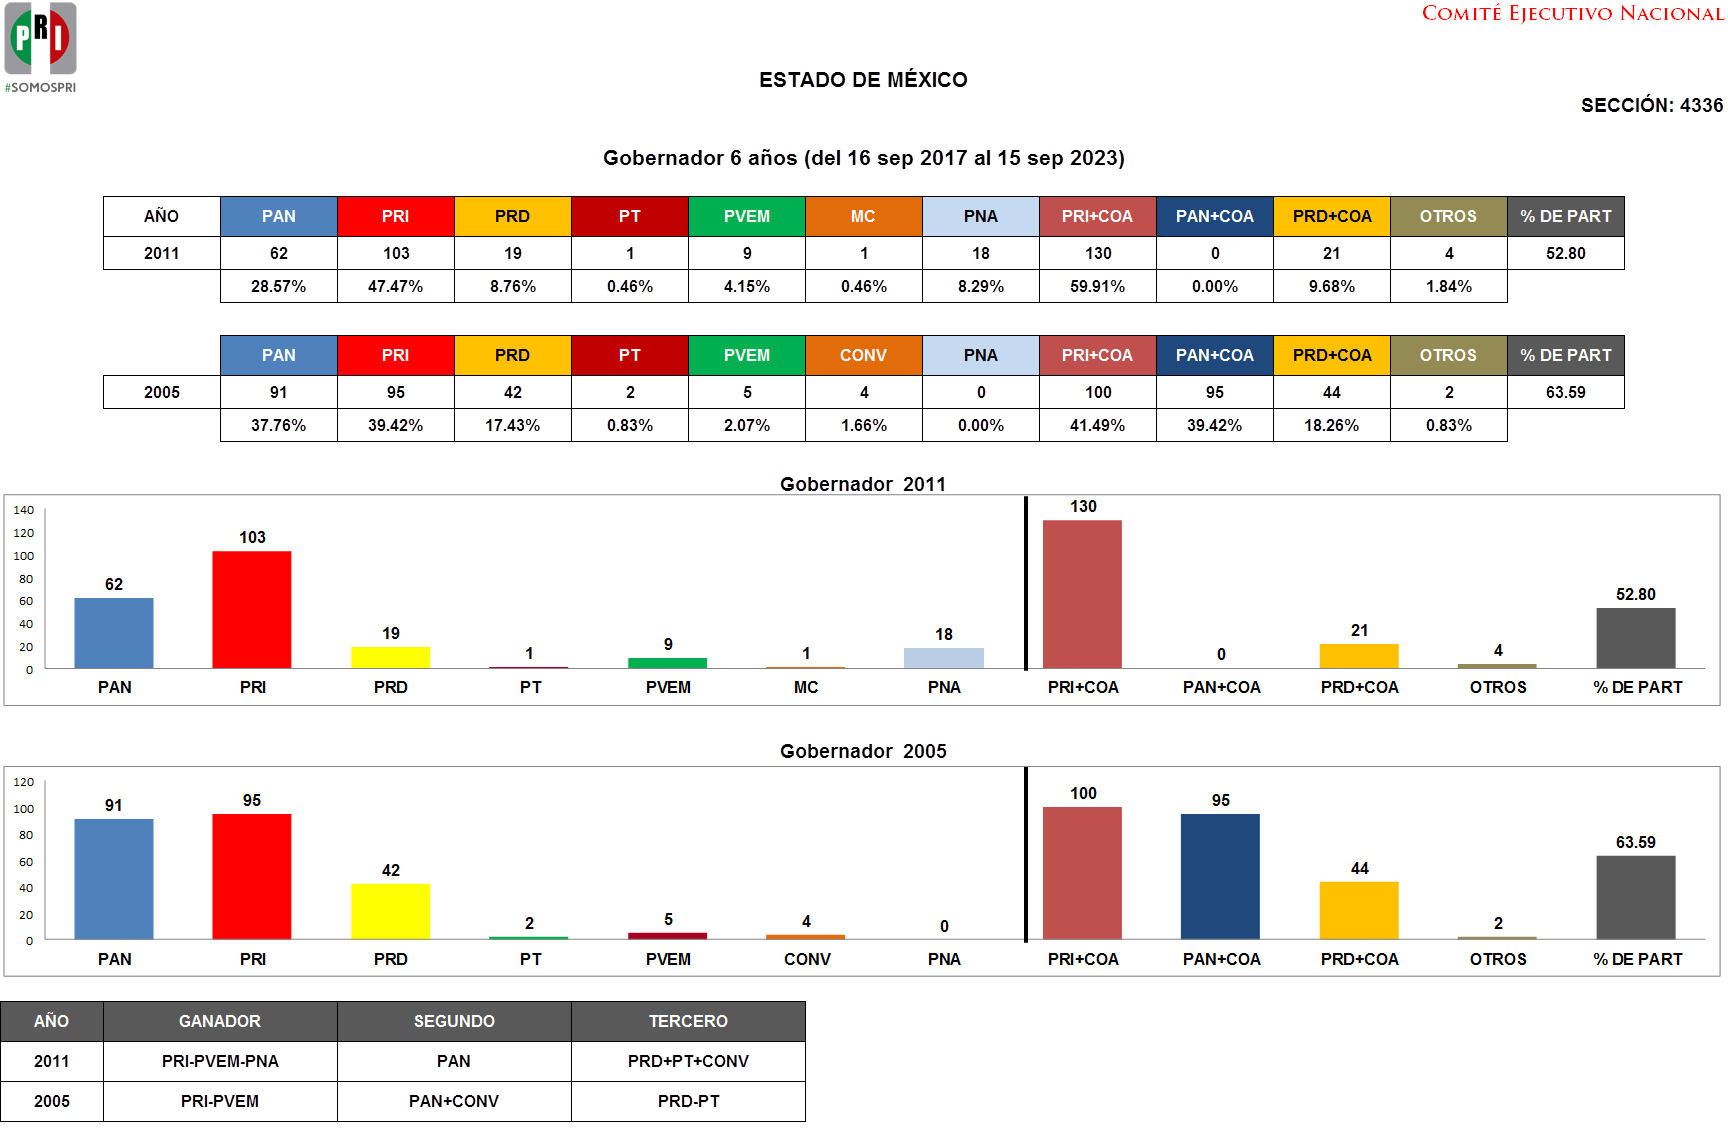 PRI
#SOMOSPRI
COMITÉ EJECUTIVO NACIONAL
ESTADO DE MÉXICO
SECCIÓN: 4336
Gobernador 6 años (del 16 sep 2017 al 15 sep 2023)
AÑO PAN PRI PRD PT PVEM MC PNA PRI+COA PAN+COA PRD+COA OTROS % DE PART
2011 62 103 19 1 9 1 18 130 0 21 4 52.80
28.57% 47.47% 8.76% 0.46% 4.15% 0.46% 8.29% 59.91% 0.00% 9.68% 1.84%
PAN PRI PRD PT PVEM CONV PNA PRI+COA PAN+COA PRD+COA OTROS % DE PART
2005 91 95 42 2 5 4 0 100 95 44 2 63.59
37.76% 39.42% 17.43% 0.83% 2.07% 1.66% 0.00% 41.49% 39.42% 18.26% 0.83%
Gobernador 2011
140
120
100
80
60
40
20
0
62 103 19 1 9 1 18 130 0 21 4 52.80
PAN PRI PRD PT PVEM MC PNA PRI+COA PAN+COA PRD+COA OTROS % DE PART
Gobernador 2005
120
100
80
60
40
20
0
91 95 42 2 5 4 0 100 95 44 2 63.59
PAN PRI PRD PT PVEM CONV PNA PRI+COA PAN+COA PRD+COA OTROS % DE PART
AÑO GANADOR SEGUNDO TERCERO
2011 PRI-PVEM-PNA PAN PRD+PT+CONV
2005 PRI-PVEM PAN+CONV PRD-PT